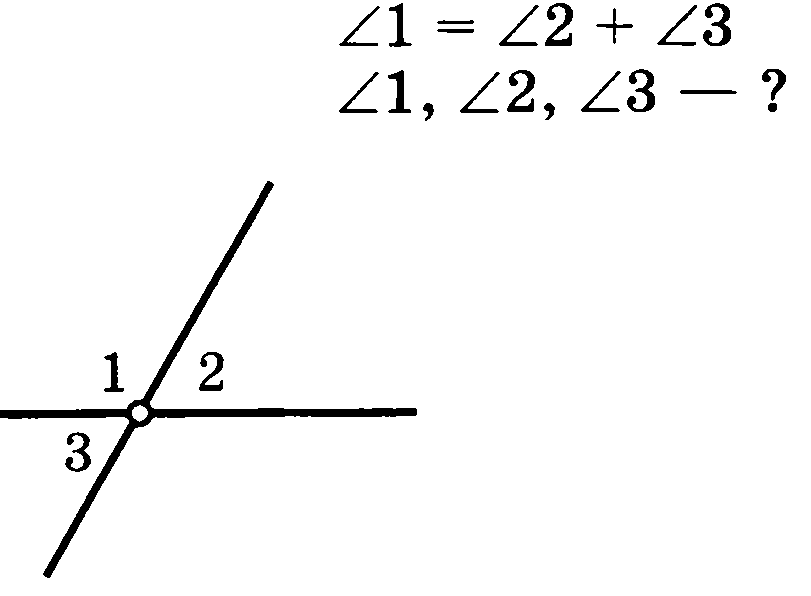 ∠1 = ∠2 + ∠3
∠1, ∠2, ∠3 — ?
1 2
3